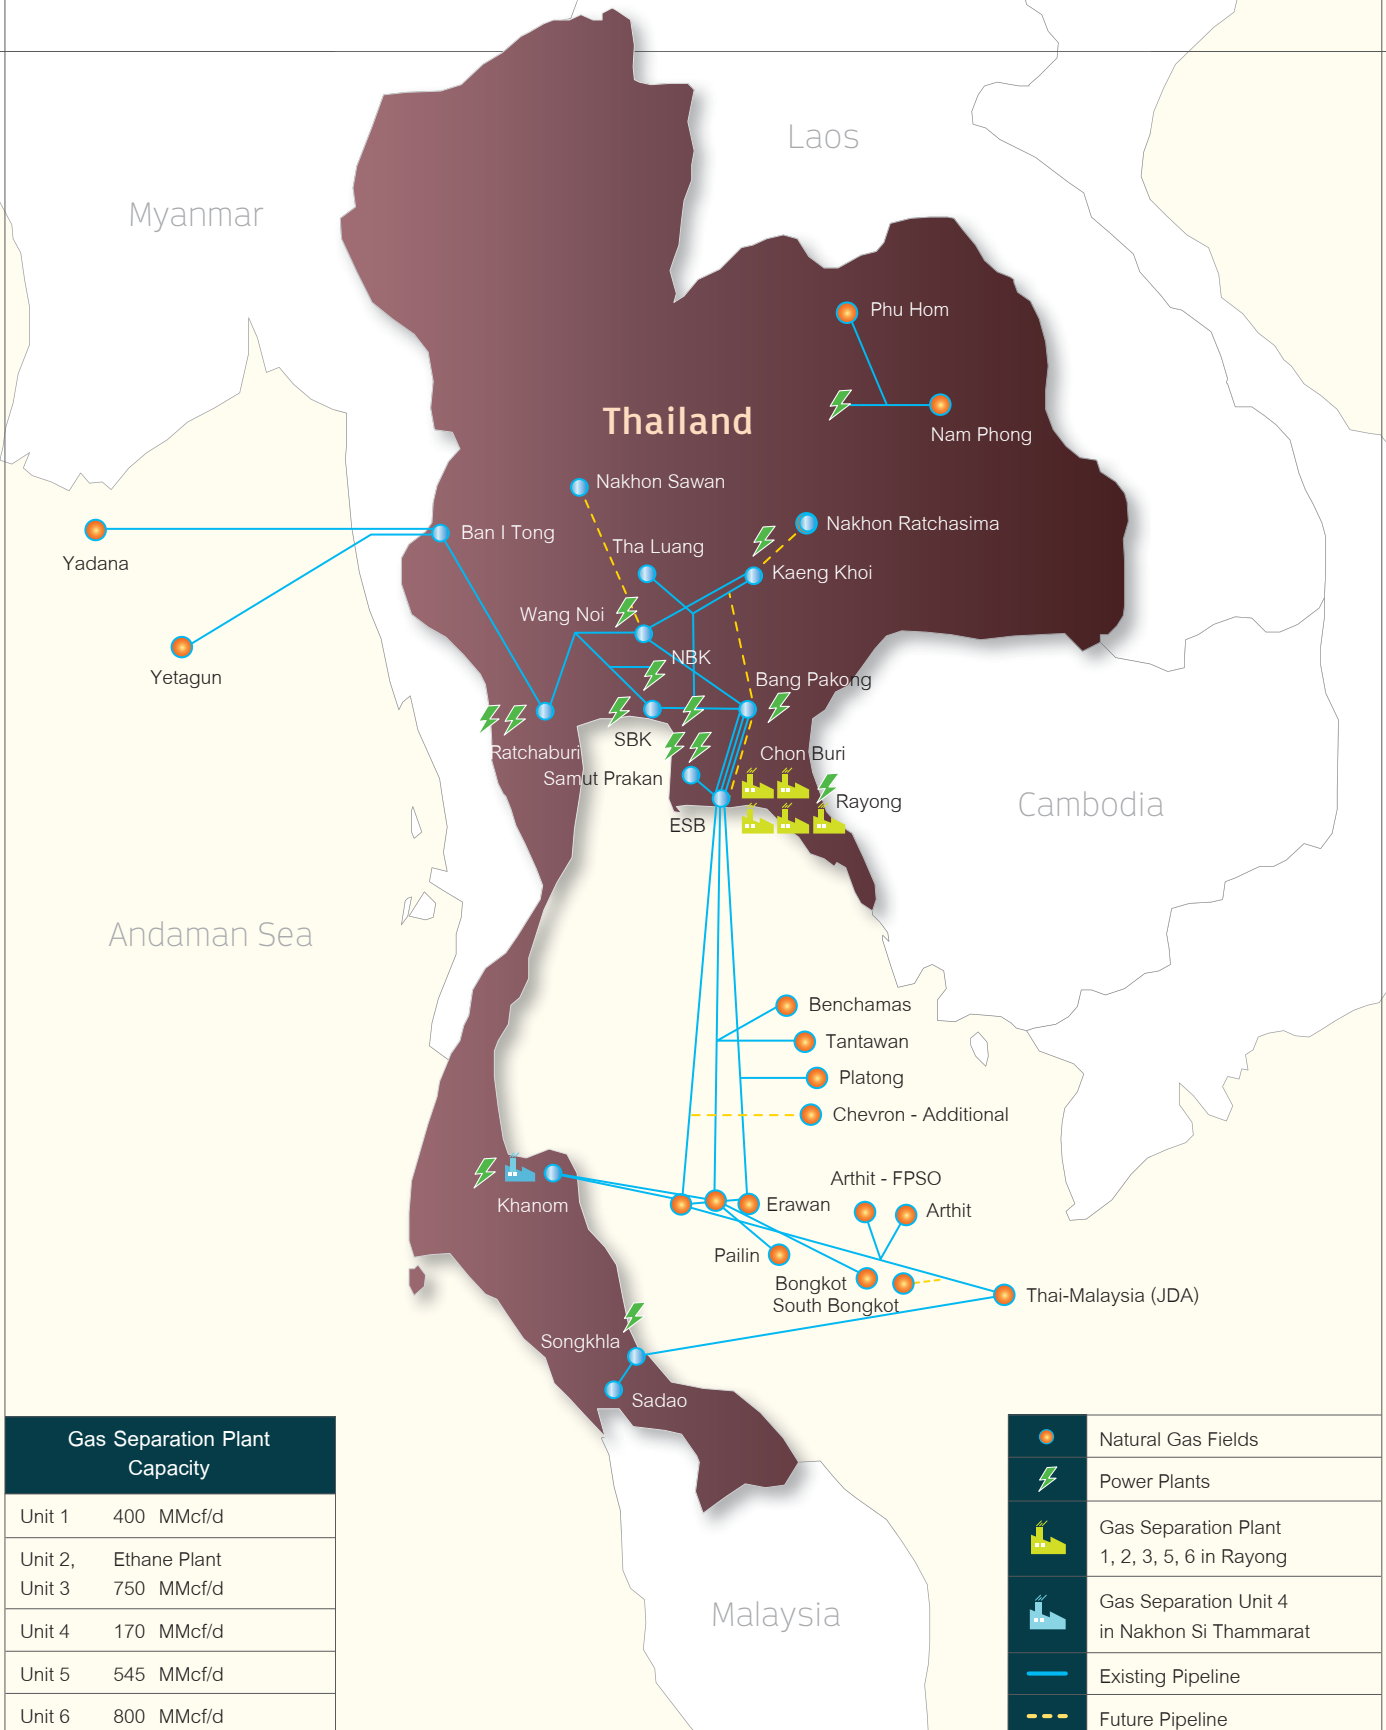 Laos
Myanmar
Phu Hom
Thailand
Nam Phong
Nakhon Sawan
Nakhon Ratchasima
Ban I Tong
Tha Luang
Yadana
Kaeng Khoi
Wang Noi
NBK
Yetagun
Bang Pakong
SBK
Ratchaburi
Chon Buri
Samut Prakan
Rayong
Cambodia
ESB
Andaman Sea
Benchamas
Tantawan
Platong
Chevron - Additional
Arthit - FPSO
Khanom
Erawan
Arthit
Pailin
Bongkot
South Bongkot
Thai-Malaysia (JDA)
Songkhla
Sadao
Malaysia
Gas Separation Plant
Capacity
Unit 1 400 MMcf/d
Unit 2, Ethane Plant
Unit 3 750 MMcf/d
Unit 4 170 MMcf/d
Unit 5 545 MMcf/d
Unit 6 800 MMcf/d
Natural Gas Fields
Power Plants
Gas Separation Plant
1, 2, 3, 5, 6 in Rayong
Gas Separation Unit 4
in Nakhon Si Thammarat
Existing Pipeline
Future Pipeline